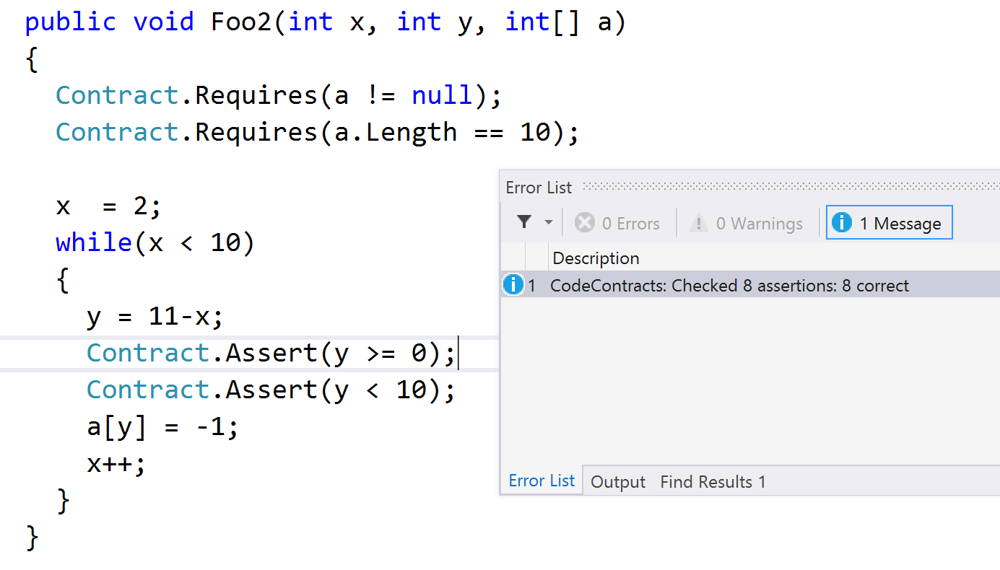 public void Foo2(int x, int y, int[] a)
{
  Contract.Requires(a != null);
  Contract.Requires(a.Length == 10);
  x  = 2;
  while(x < 10)
  {
    y = 11-x;
    Contract.Assert(y >= 0);
    Contract.Assert(y < 10);
    a[y] = -1;
    x++;
  }
}
Error List
0 Errors 0 Warnings 1 Message
Description
1 CodeContracts: Checked 8 assertions: 8 correct
Error List Output Find Results 1